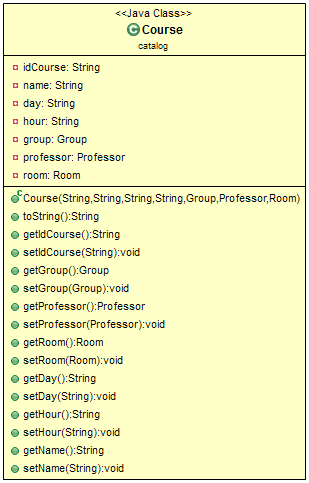 <<Java Class>>
Course
catalog
idCourse: String
name: String
day: String
hour: String
group: Group
professor: Professor
room: Room
Course(String,String,String,String,Group,Professor,Room)
toString():String
getIdCourse():String
setIdCourse(String):void
getGroup():Group
setGroup(Group):void
getProfessor():Professor
setProfessor(Professor):void
getRoom():Room
setRoom(Room):void
getDay():String
setDay(String):void
getHour():String
setHour(String):void
getName():String
setName(String):void